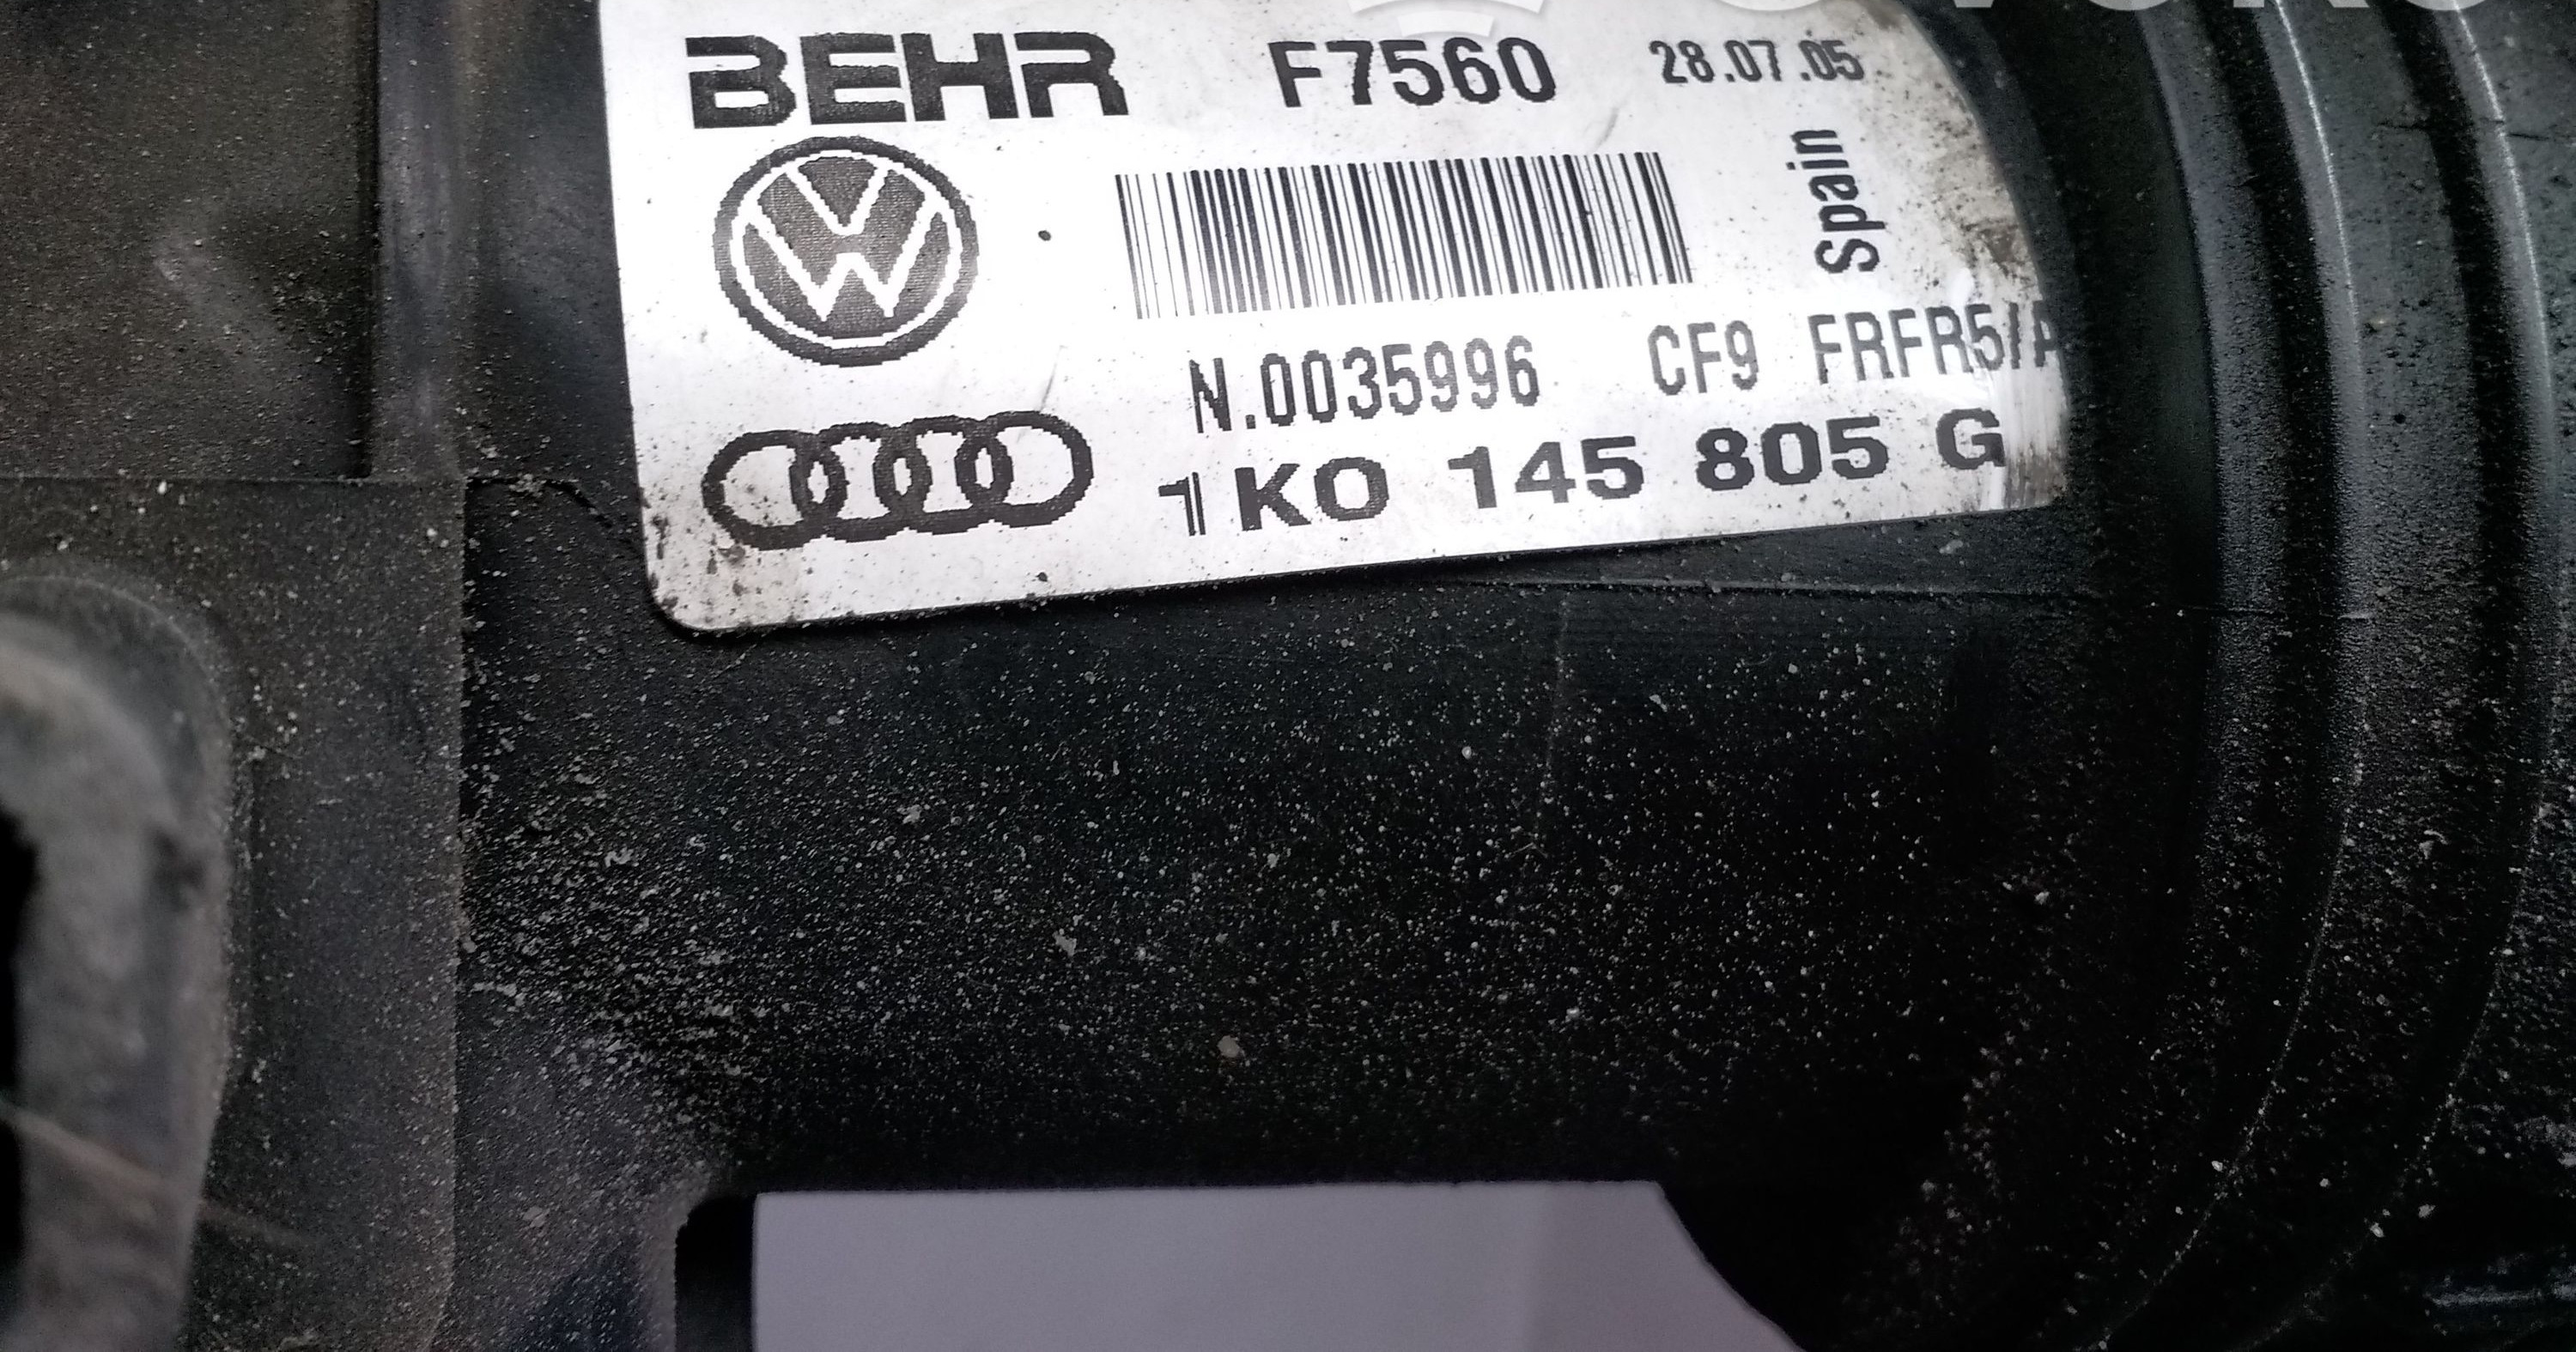 BEHR F7560 28.07.05
Spain
N.0035996 CF9 FRFR5/A
1K0 145 805 G